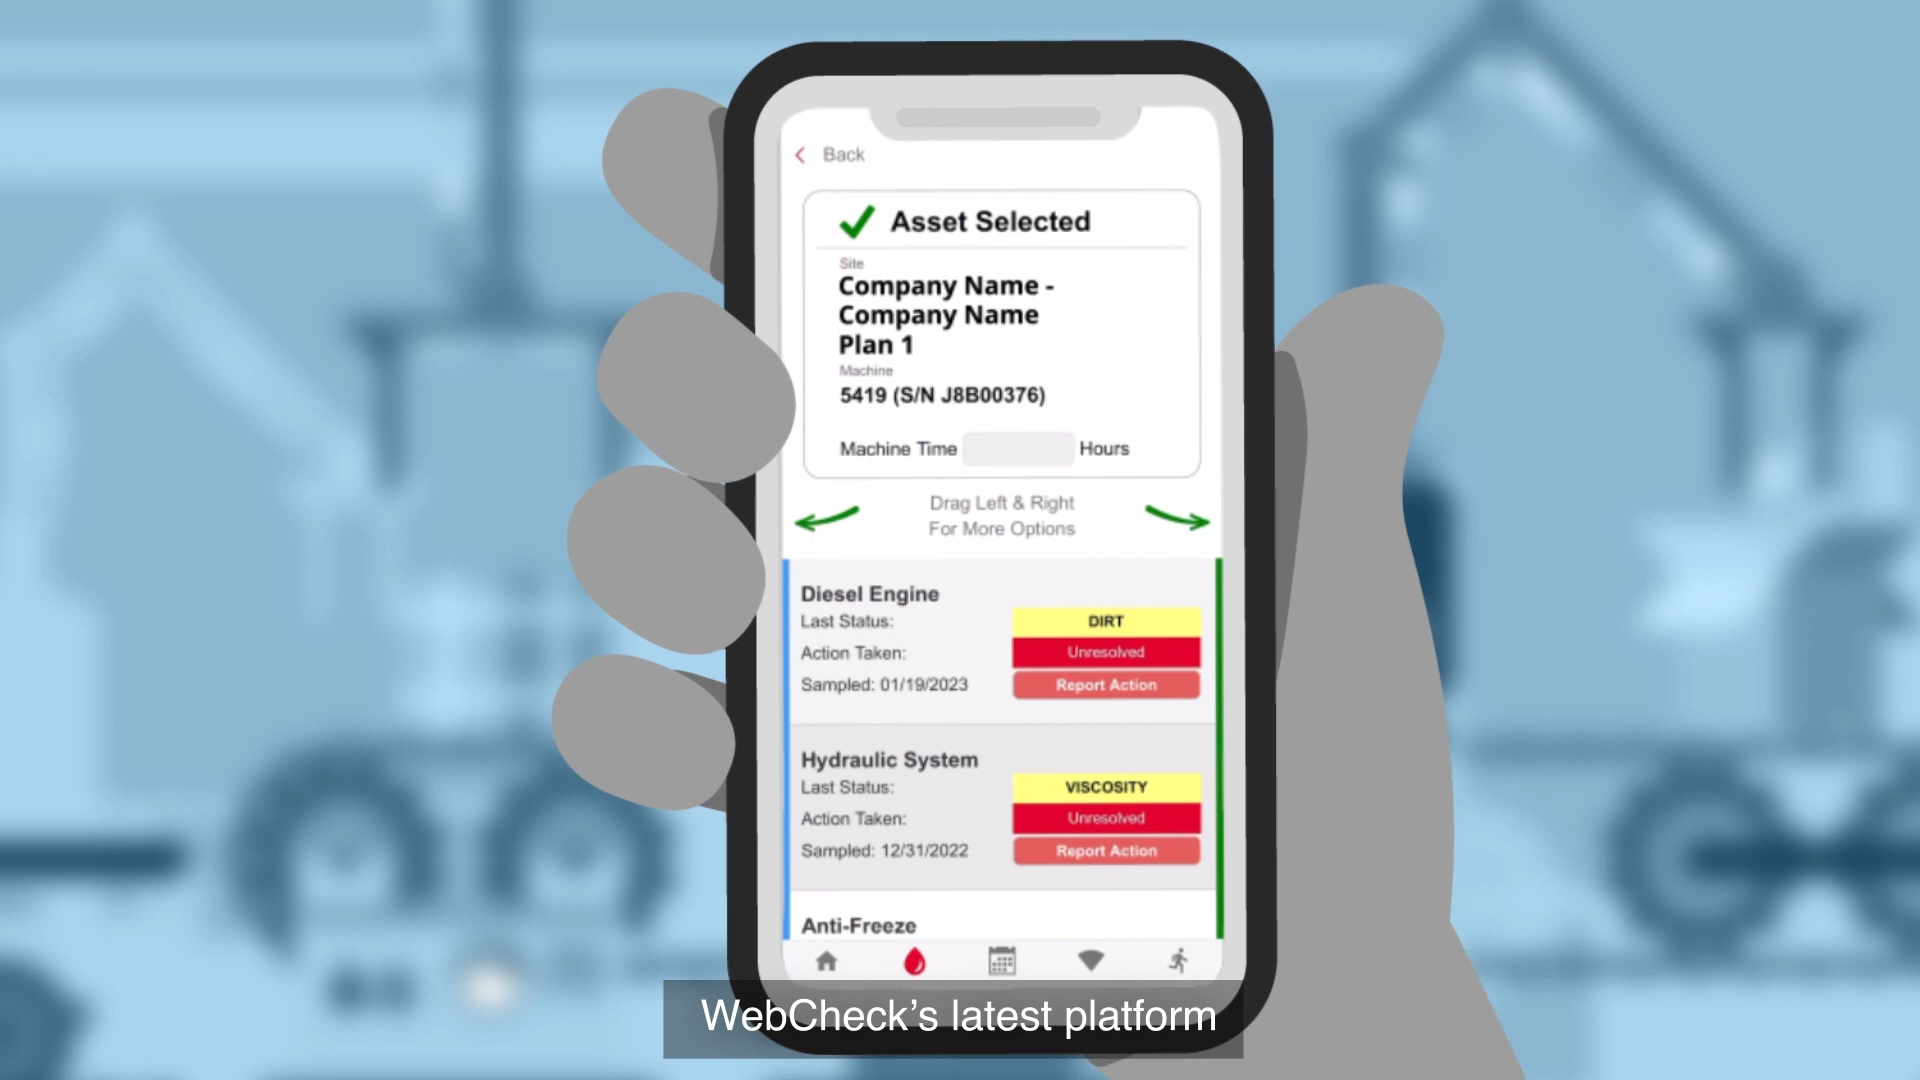 Back
Asset Selected
Site
Company Name -
Company Name
Plan 1
Machine
5419 (S/N J8B00376)
Machine Time Hours
Drag Left & Right
For More Options
Diesel Engine
Last Status: DIRT
Action Taken: Unresolved
Sampled: 01/19/2023 Report Action
Hydraulic System
Last Status: VISCOSITY
Action Taken: Unresolved
Sampled: 12/31/2022 Report Action
Anti-Freeze
WebCheck’s latest platform